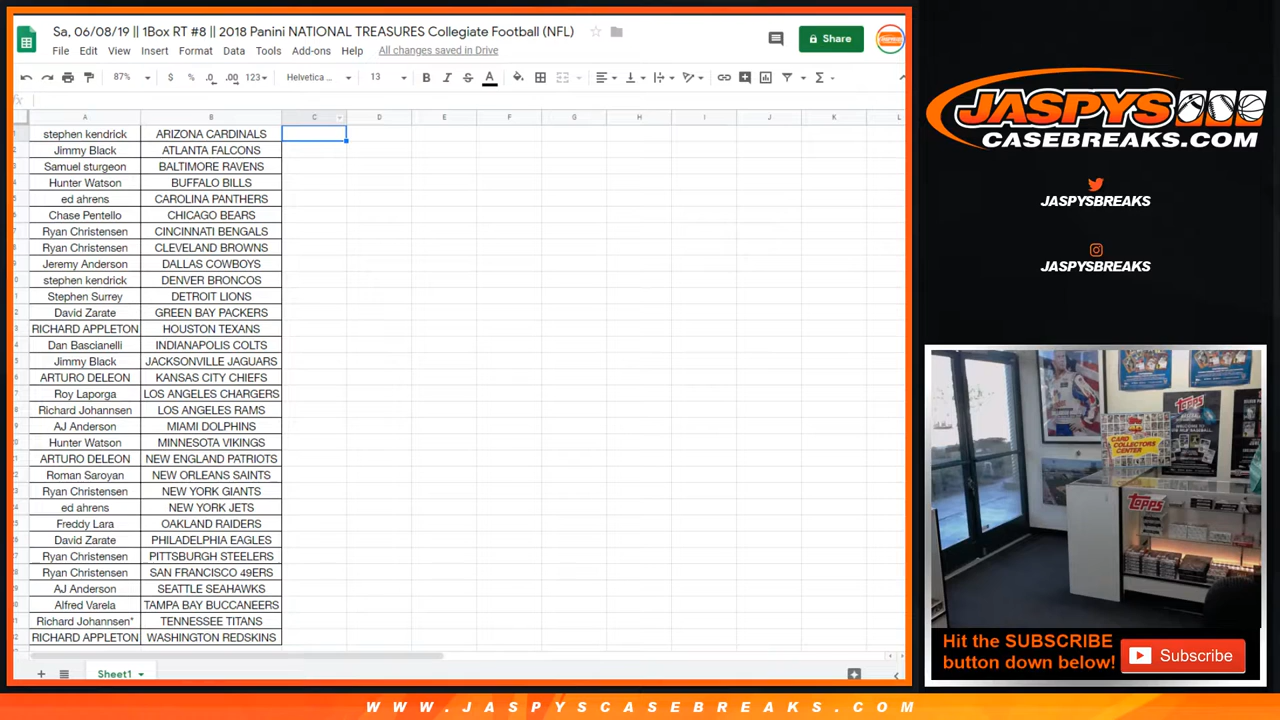 Sa, 06/08/19 || 1Box RT #8 || 2018 Panini NATIONAL TREASURES Collegiate Football (NFL)
File Edit View Insert Format Data Tools Add-ons Help All changes saved in Drive
Share
87% $ % .0 .00 123 Helvetica ... 13 B I S A
fx
A B C D E F G H I J K L
stephen kendrick ARIZONA CARDINALS
Jimmy Black ATLANTA FALCONS
Samuel sturgeon BALTIMORE RAVENS
Hunter Watson BUFFALO BILLS
ed ahrens CAROLINA PANTHERS
Chase Pentello CHICAGO BEARS
Ryan Christensen CINCINNATI BENGALS
Ryan Christensen CLEVELAND BROWNS
Jeremy Anderson DALLAS COWBOYS
stephen kendrick DENVER BRONCOS
Stephen Surrey DETROIT LIONS
David Zarate GREEN BAY PACKERS
RICHARD APPLETON HOUSTON TEXANS
Dan Bascianelli INDIANAPOLIS COLTS
Jimmy Black JACKSONVILLE JAGUARS
ARTURO DELEON KANSAS CITY CHIEFS
Roy Laporga LOS ANGELES CHARGERS
Richard Johannsen LOS ANGELES RAMS
AJ Anderson MIAMI DOLPHINS
Hunter Watson MINNESOTA VIKINGS
ARTURO DELEON NEW ENGLAND PATRIOTS
Roman Saroyan NEW ORLEANS SAINTS
Ryan Christensen NEW YORK GIANTS
ed ahrens NEW YORK JETS
Freddy Lara OAKLAND RAIDERS
David Zarate PHILADELPHIA EAGLES
Ryan Christensen PITTSBURGH STEELERS
Ryan Christensen SAN FRANCISCO 49ERS
AJ Anderson SEATTLE SEAHAWKS
Alfred Varela TAMPA BAY BUCCANEERS
Richard Johannsen* TENNESSEE TITANS
RICHARD APPLETON WASHINGTON REDSKINS
Sheet1
JASPYS
CASEBREAKS.COM
JASPYSBREAKS
JASPYSBREAKS
Topps
CARD COLLECTORS CENTER
Topps
Hit the SUBSCRIBE
button down below!
Subscribe
WWW.JASPYSCASEBREAKS.COM